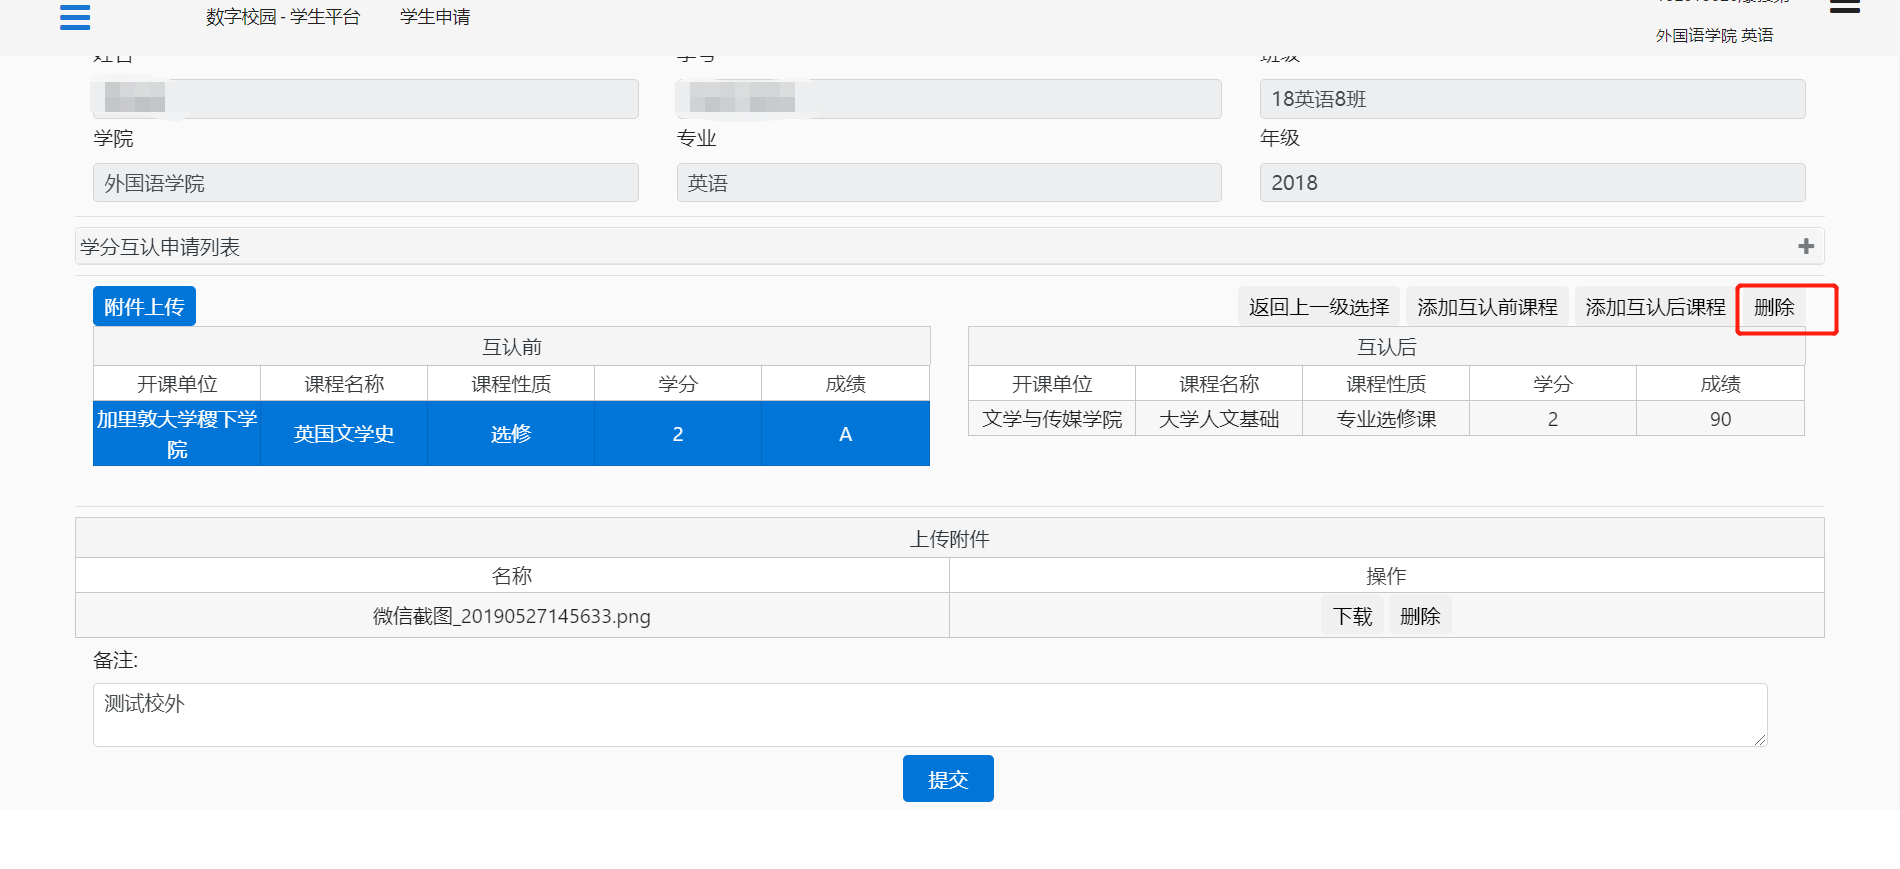 数字校园 - 学生平台 学生申请
外国语学院 英语
18英语8班
学院 专业 年级
外国语学院 英语 2018
学分互认申请列表
附件上传 返回上一级选择 添加互认前课程 添加互认后课程 删除
互认前
开课单位 课程名称 课程性质 学分 成绩
加里敦大学稷下学
院 英国文学史 选修 2 A
互认后
开课单位 课程名称 课程性质 学分 成绩
文学与传媒学院 大学人文基础 专业选修课 2 90
上传附件
名称 操作
微信截图_20190527145633.png 下载 删除
备注:
测试校外
提交